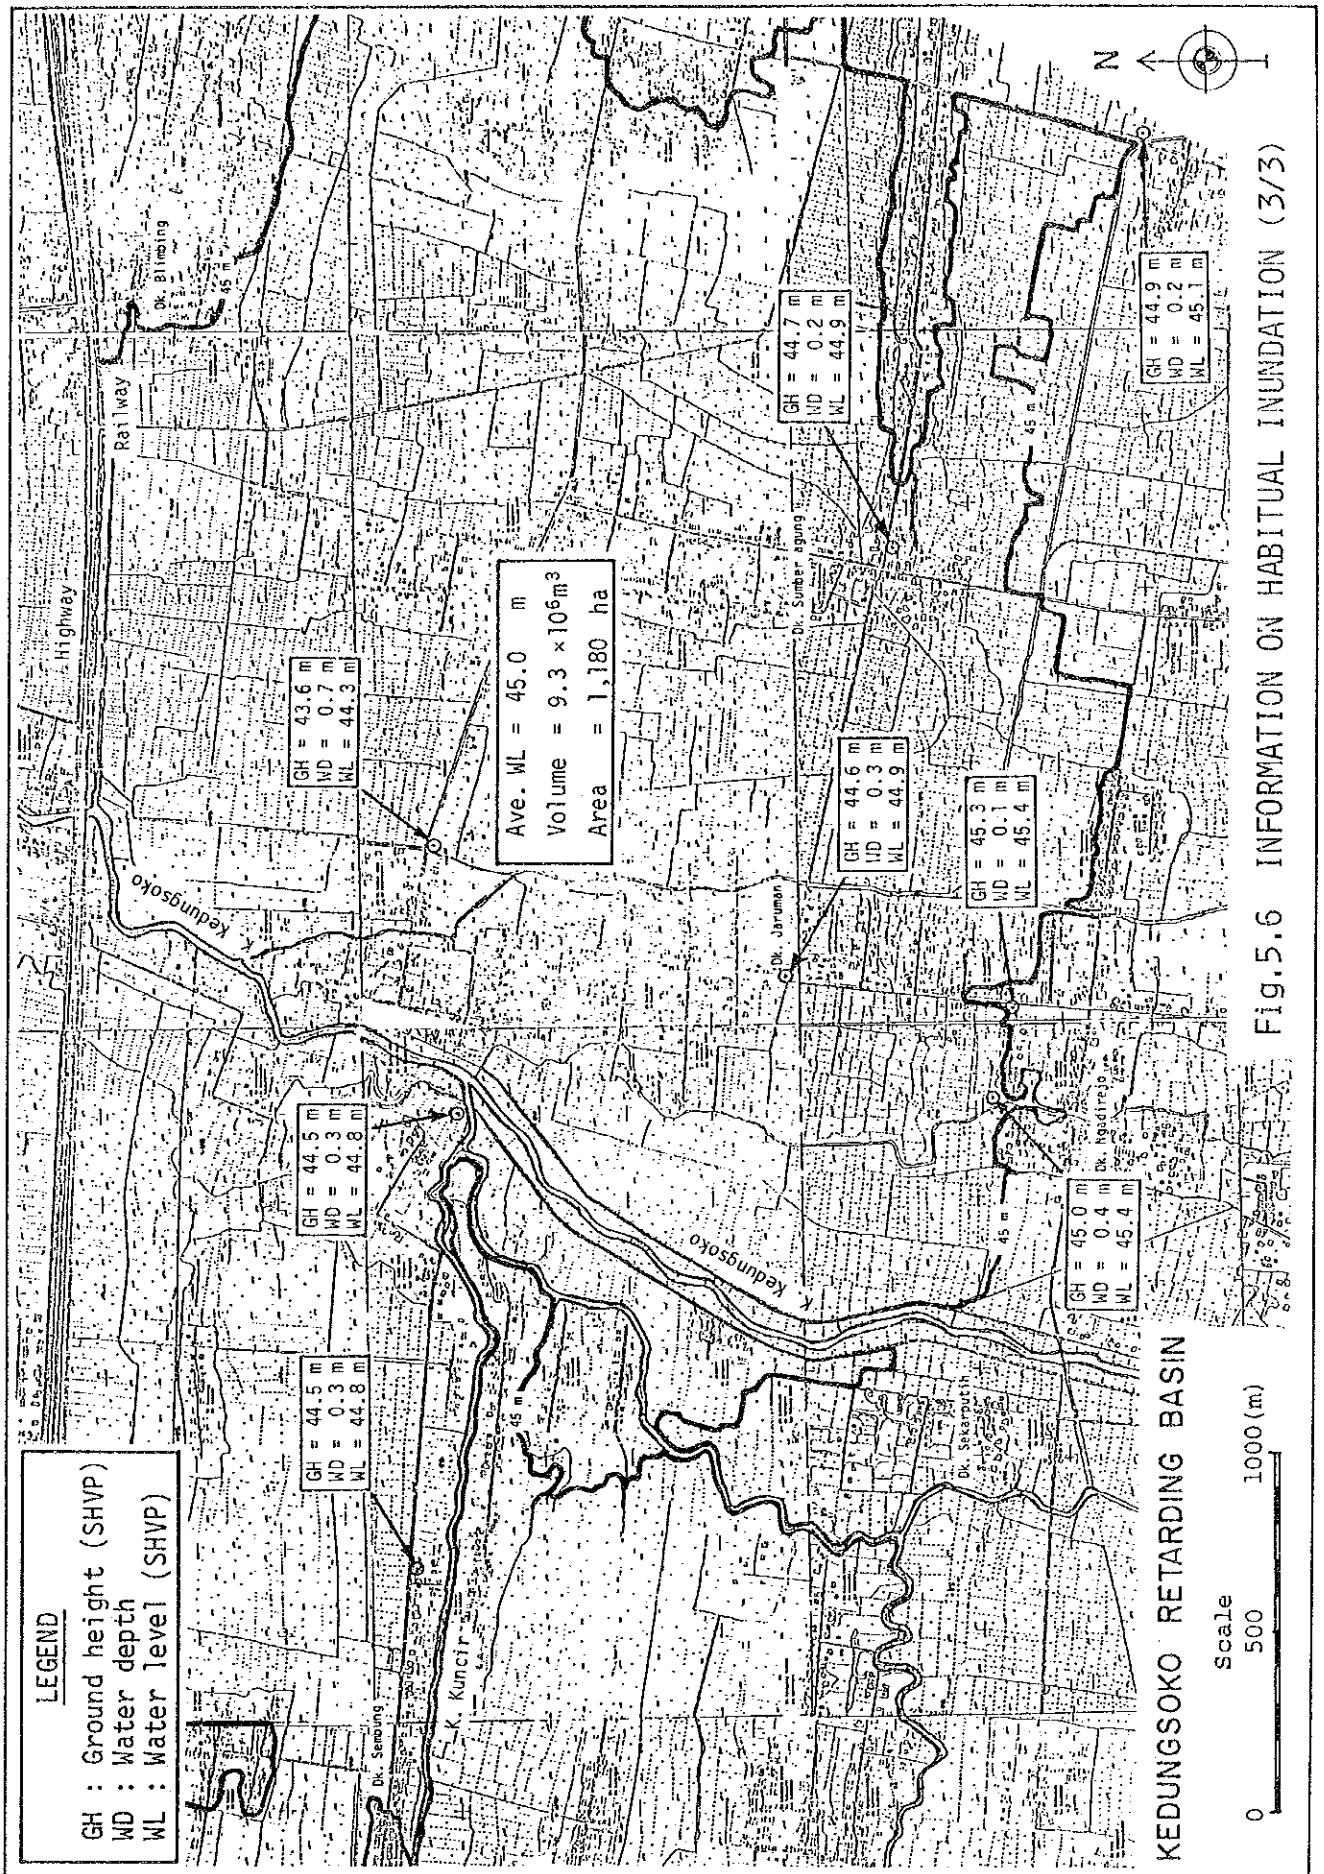 LEGEND
GH : Ground height (SHVP)
WD : Water depth
WL : Water level (SHVP)
Highway
Railway
Dk. Blimbing
45 m
K. Kedungsoko
GH = 43.6 m
WD = 0.7 m
WL = 44.3 m
GH = 44.5 m
WD = 0.3 m
WL = 44.8 m
GH = 44.5 m
WD = 0.3 m
WL = 44.8 m
Dk. Sembung
K. Kuncir
45 m
Ave. WL = 45.0 m
Volume = 9.3 ×10⁶m³
Area = 1,180 ha
GH = 44.7 m
WD = 0.2 m
WL = 44.9 m
Dk. Sumber agung
GH = 44.6 m
WD = 0.3 m
WL = 44.9 m
Dk. Jaruman
K. Kedungsoko
GH = 45.3 m
WD = 0.1 m
WL = 45.4 m
45 m
GH = 44.9 m
WD = 0.2 m
WL = 45.1 m
Dk. Ngadirejo
45 m
GH = 45.0 m
WD = 0.4 m
WL = 45.4 m
Dk. Sekarputih
N
KEDUNGSOKO RETARDING BASIN
Scale
0 500 1000(m)
Fig.5.6 INFORMATION ON HABITUAL INUNDATION (3/3)